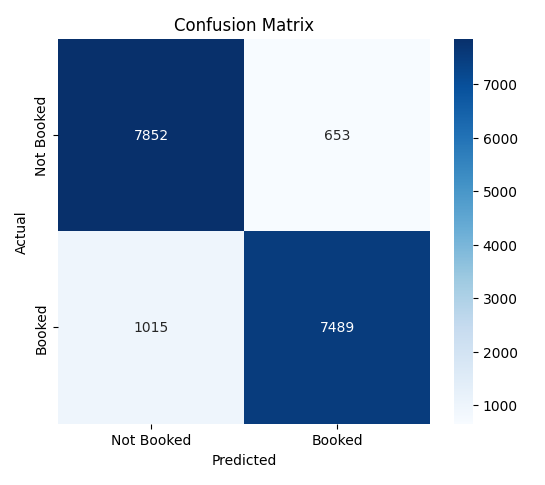 Confusion Matrix
Actual
Not Booked
Booked
7852
653
1015
7489
Not Booked
Booked
Predicted
7000
6000
5000
4000
3000
2000
1000